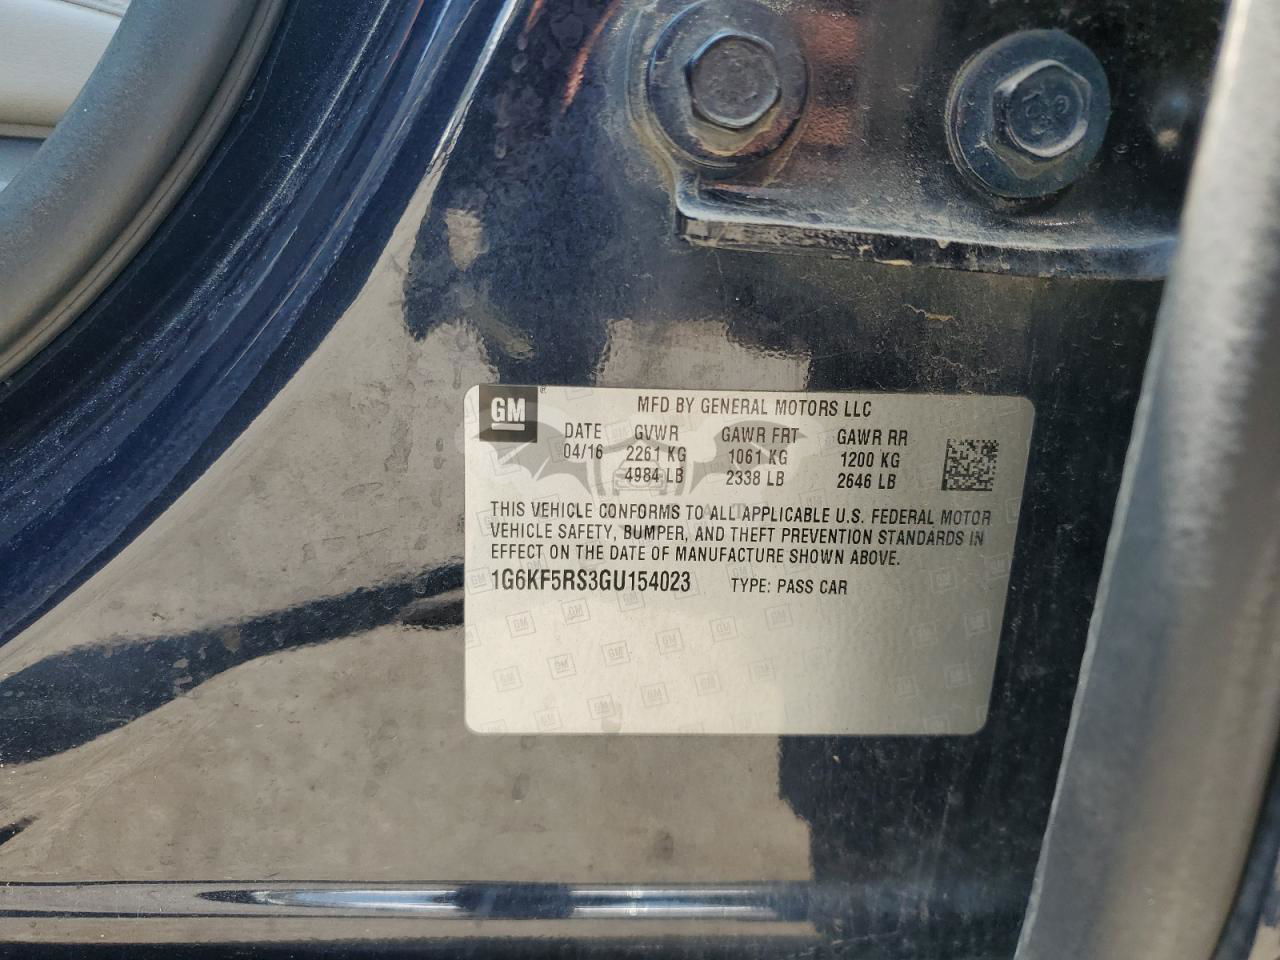 GM
MFD BY GENERAL MOTORS LLC
DATE GVWR GAWR FRT GAWR RR
04/16 2261 KG 1061 KG 1200 KG
4984 LB 2338 LB 2646 LB
THIS VEHICLE CONFORMS TO ALL APPLICABLE U.S. FEDERAL MOTOR
VEHICLE SAFETY, BUMPER, AND THEFT PREVENTION STANDARDS IN
EFFECT ON THE DATE OF MANUFACTURE SHOWN ABOVE.
1G6KF5RS3GU154023 TYPE: PASS CAR